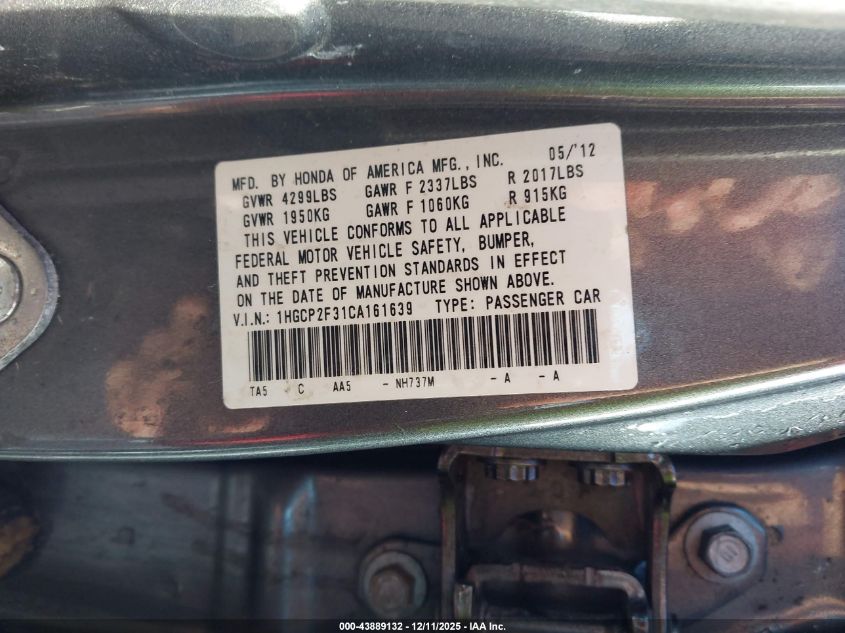 MFD. BY HONDA OF AMERICA MFG., INC. 05/'12
GVWR 4299LBS GAWR F 2337LBS R 2017LBS
GVWR 1950KG GAWR F 1060KG R 915KG
THIS VEHICLE CONFORMS TO ALL APPLICABLE
FEDERAL MOTOR VEHICLE SAFETY, BUMPER,
AND THEFT PREVENTION STANDARDS IN EFFECT
ON THE DATE OF MANUFACTURE SHOWN ABOVE.
V.I.N.: 1HGCP2F31CA161639 TYPE: PASSENGER CAR
TA5 C AA5 - NH737M - A - A
000-43889132 - 12/11/2025 - IAA Inc.